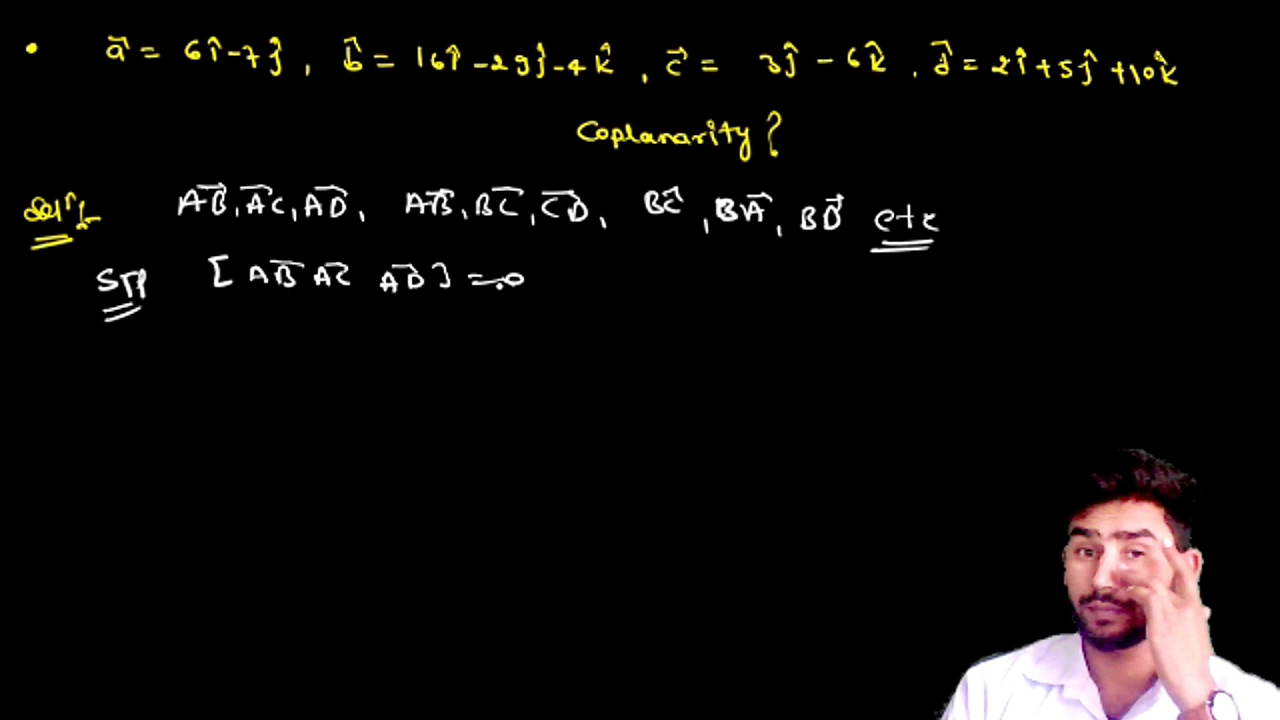 • a⃗ = 6î - 7ĵ , b⃗ = 16î - 29ĵ - 4k̂ , c⃗ = 3ĵ - 6k̂ , d⃗ = 2î + 5ĵ + 10k̂
Coplanarity ?
Solⁿ:- AB⃗, AC⃗, AD⃗, AB⃗, BC⃗, CD⃗, BC⃗, BA⃗, BD⃗ etc
STP [ AB⃗ AC⃗ AD⃗ ] = 0